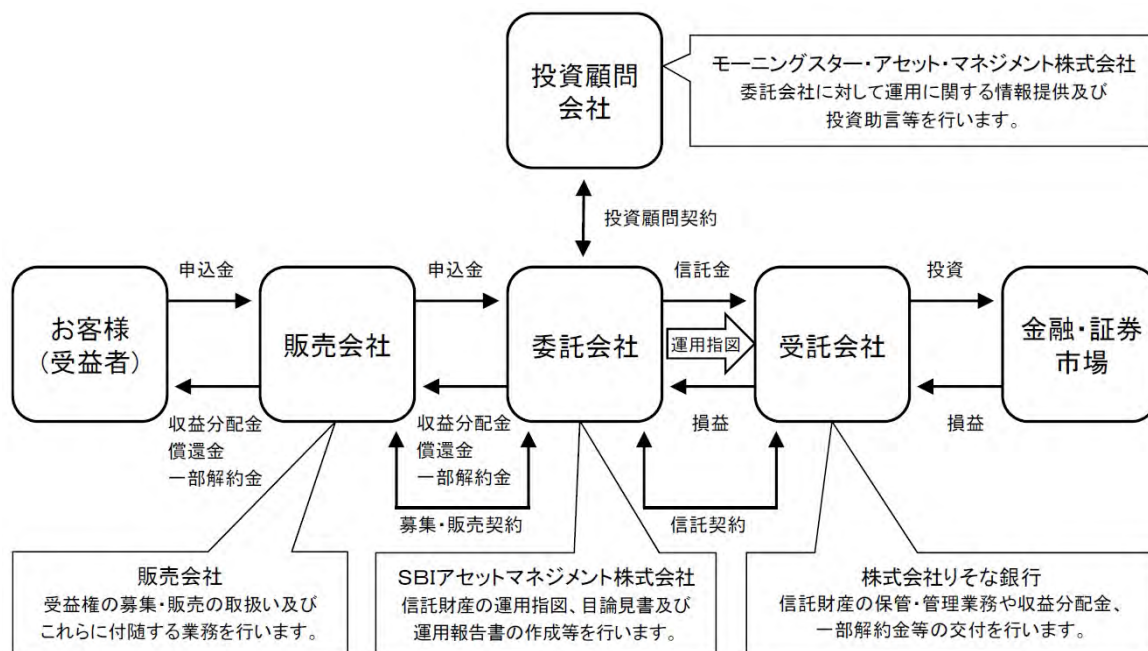 投資顧問
会社
モーニングスター・アセット・マネジメント株式会社
委託会社に対して運用に関する情報提供及び
投資助言等を行います。
投資顧問契約
申込金
申込金
信託金
投資
お客様
(受益者)
販売会社
委託会社
運用指図
受託会社
金融・証券
市場
収益分配金
償還金
一部解約金
収益分配金
償還金
一部解約金
損益
損益
募集・販売契約
信託契約
販売会社
受益権の募集・販売の取扱い及び
これらに付随する業務を行います。
SBIアセットマネジメント株式会社
信託財産の運用指図、目論見書及び
運用報告書の作成等を行います。
株式会社りそな銀行
信託財産の保管・管理業務や収益分配金、
一部解約金等の交付を行います。